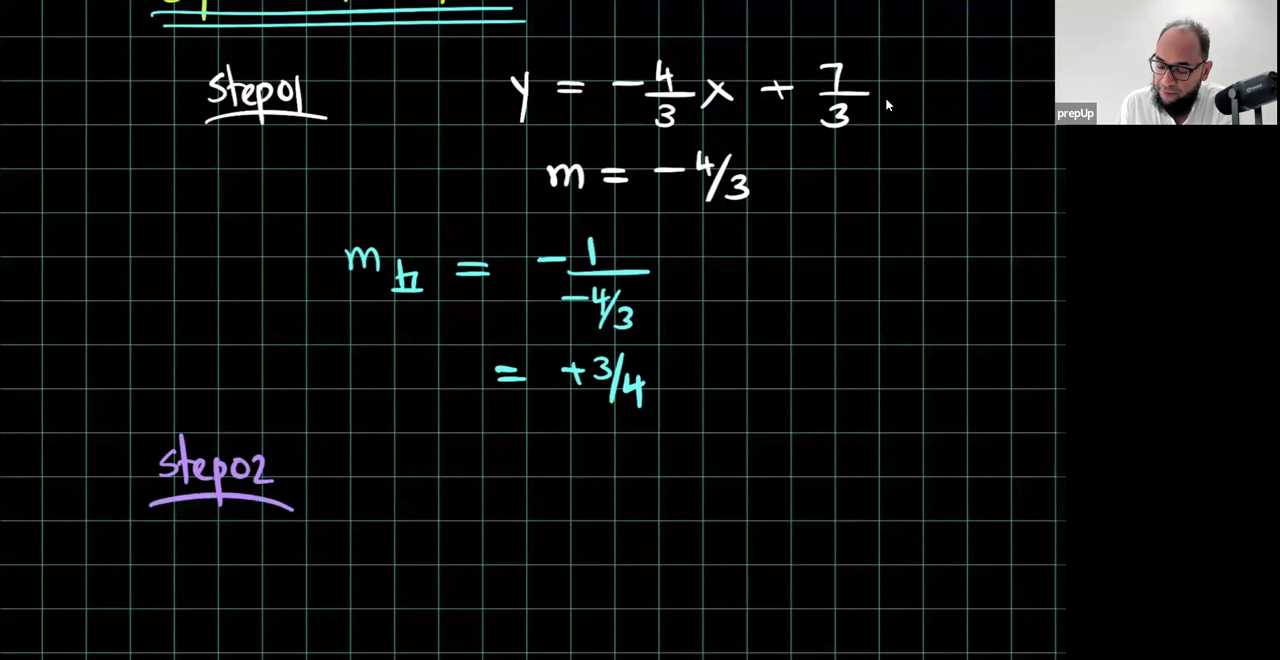 Step01
y = -4/3 x + 7/3
m = -4/3
m⊥ = -1/(-4/3)
= +3/4
Step02
prepUp